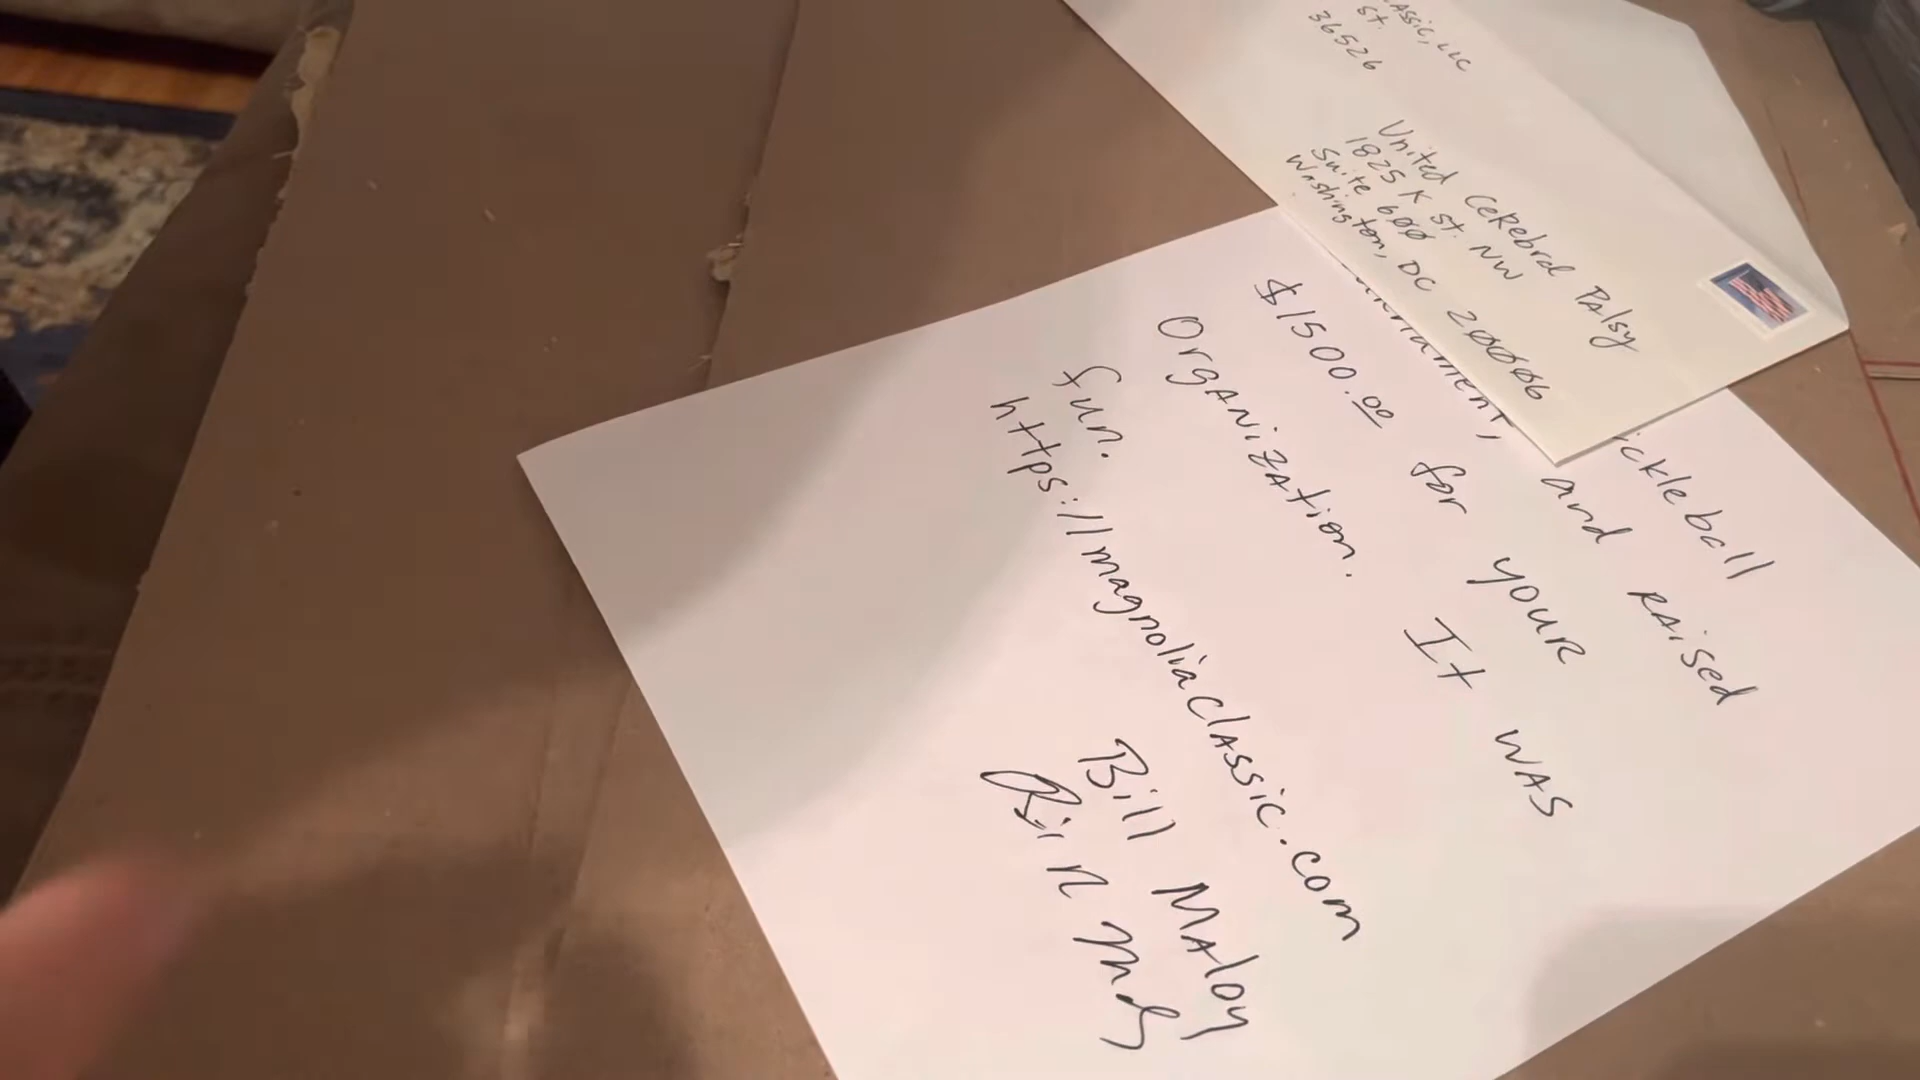 assic, LLC
St.
36526
United Cerebral Palsy
1825 K St. NW
Suite 600
Washington, DC 20006
ickleball
and raised
$1500.00 for your
Organization. It was
fun.
https://magnoliaclassic.com
Bill Maloy